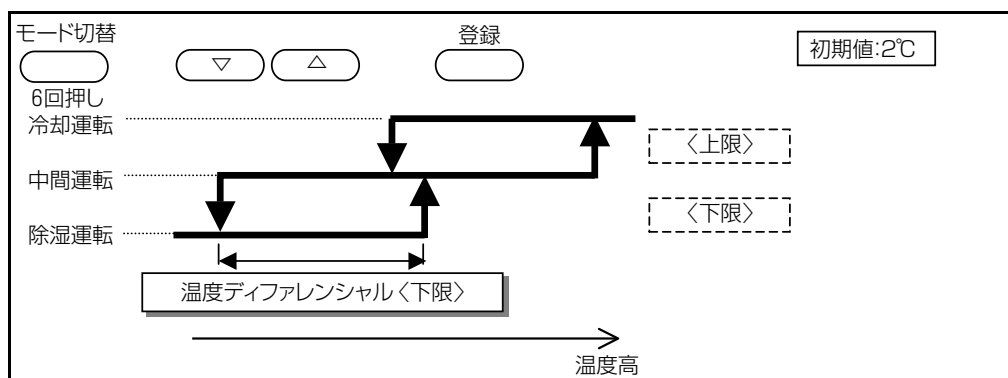 モード切替
登録
初期値:2℃
▽ △
6回押し
冷却運転
〈上限〉
中間運転
〈下限〉
除湿運転
温度ディファレンシャル〈下限〉
温度高